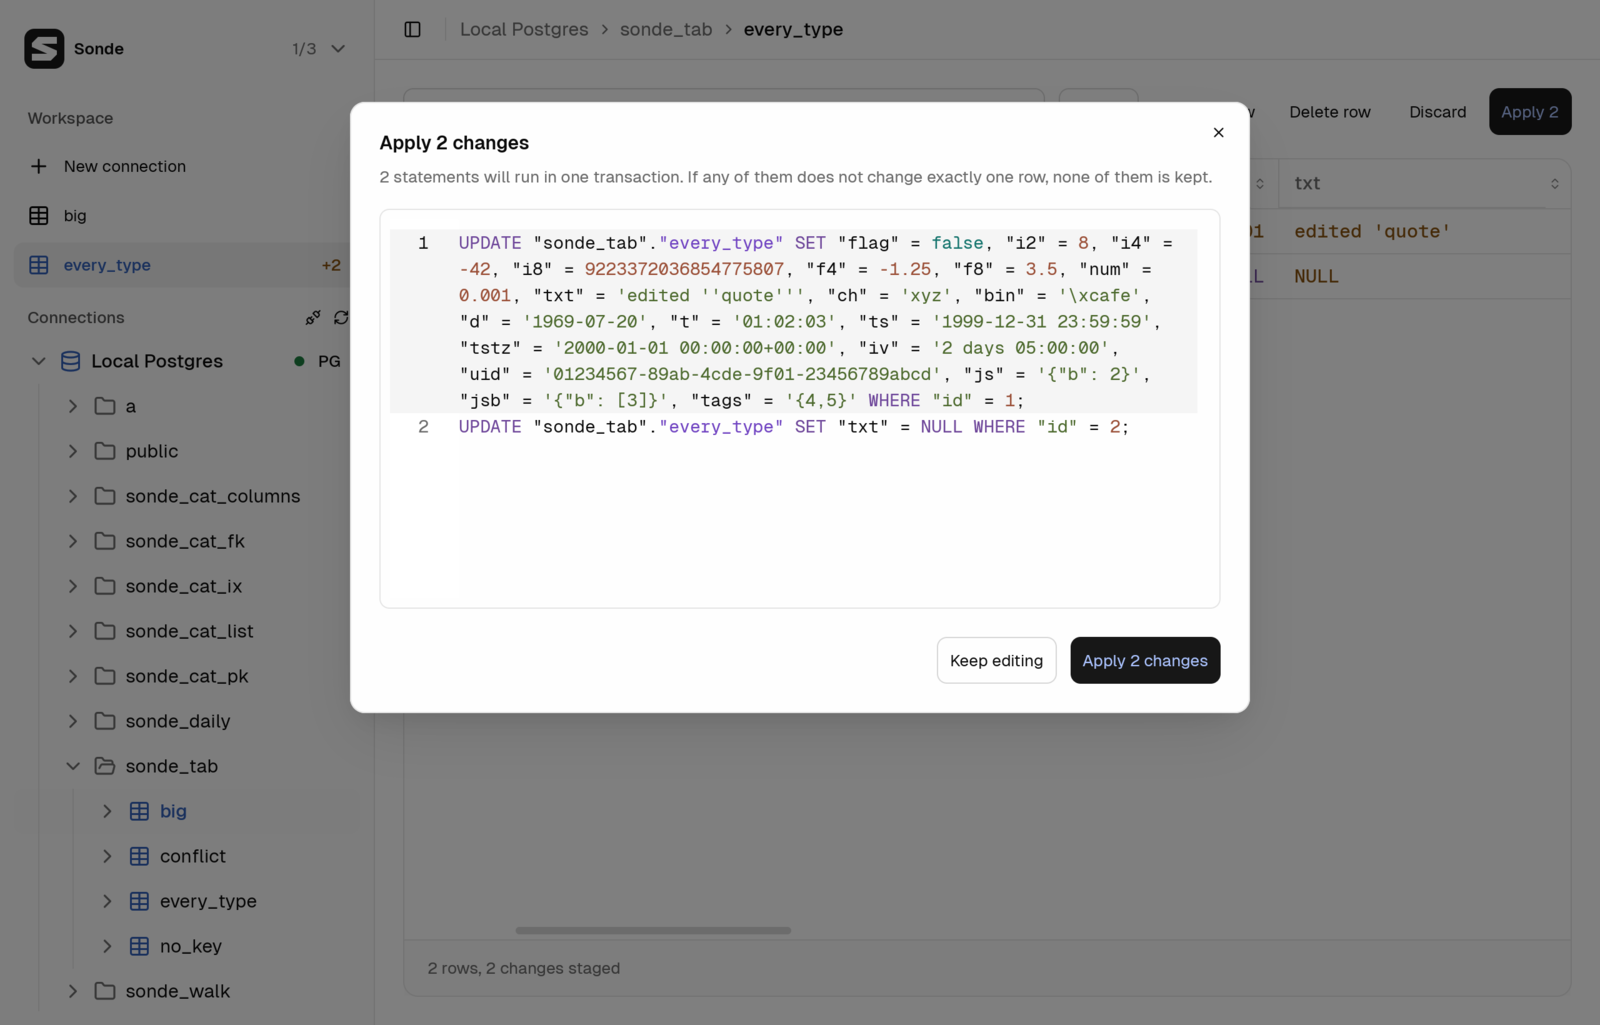 Sonde
1/3
Workspace
New connection
big
every_type +2
Connections
Local Postgres PG
a
public
sonde_cat_columns
sonde_cat_fk
sonde_cat_ix
sonde_cat_list
sonde_cat_pk
sonde_daily
sonde_tab
big
conflict
every_type
no_key
sonde_walk
Local Postgres > sonde_tab > every_type
Delete row Discard Apply 2
txt
edited 'quote'
NULL
Apply 2 changes
2 statements will run in one transaction. If any of them does not change exactly one row, none of them is kept.
1 UPDATE "sonde_tab"."every_type" SET "flag" = false, "i2" = 8, "i4" =
-42, "i8" = 9223372036854775807, "f4" = -1.25, "f8" = 3.5, "num" =
0.001, "txt" = 'edited ''quote''', "ch" = 'xyz', "bin" = '\xcafe',
"d" = '1969-07-20', "t" = '01:02:03', "ts" = '1999-12-31 23:59:59',
"tstz" = '2000-01-01 00:00:00+00:00', "iv" = '2 days 05:00:00',
"uid" = '01234567-89ab-4cde-9f01-23456789abcd', "js" = '{"b": 2}',
"jsb" = '{"b": [3]}', "tags" = '{4,5}' WHERE "id" = 1;
2 UPDATE "sonde_tab"."every_type" SET "txt" = NULL WHERE "id" = 2;
Keep editing
Apply 2 changes
2 rows, 2 changes staged